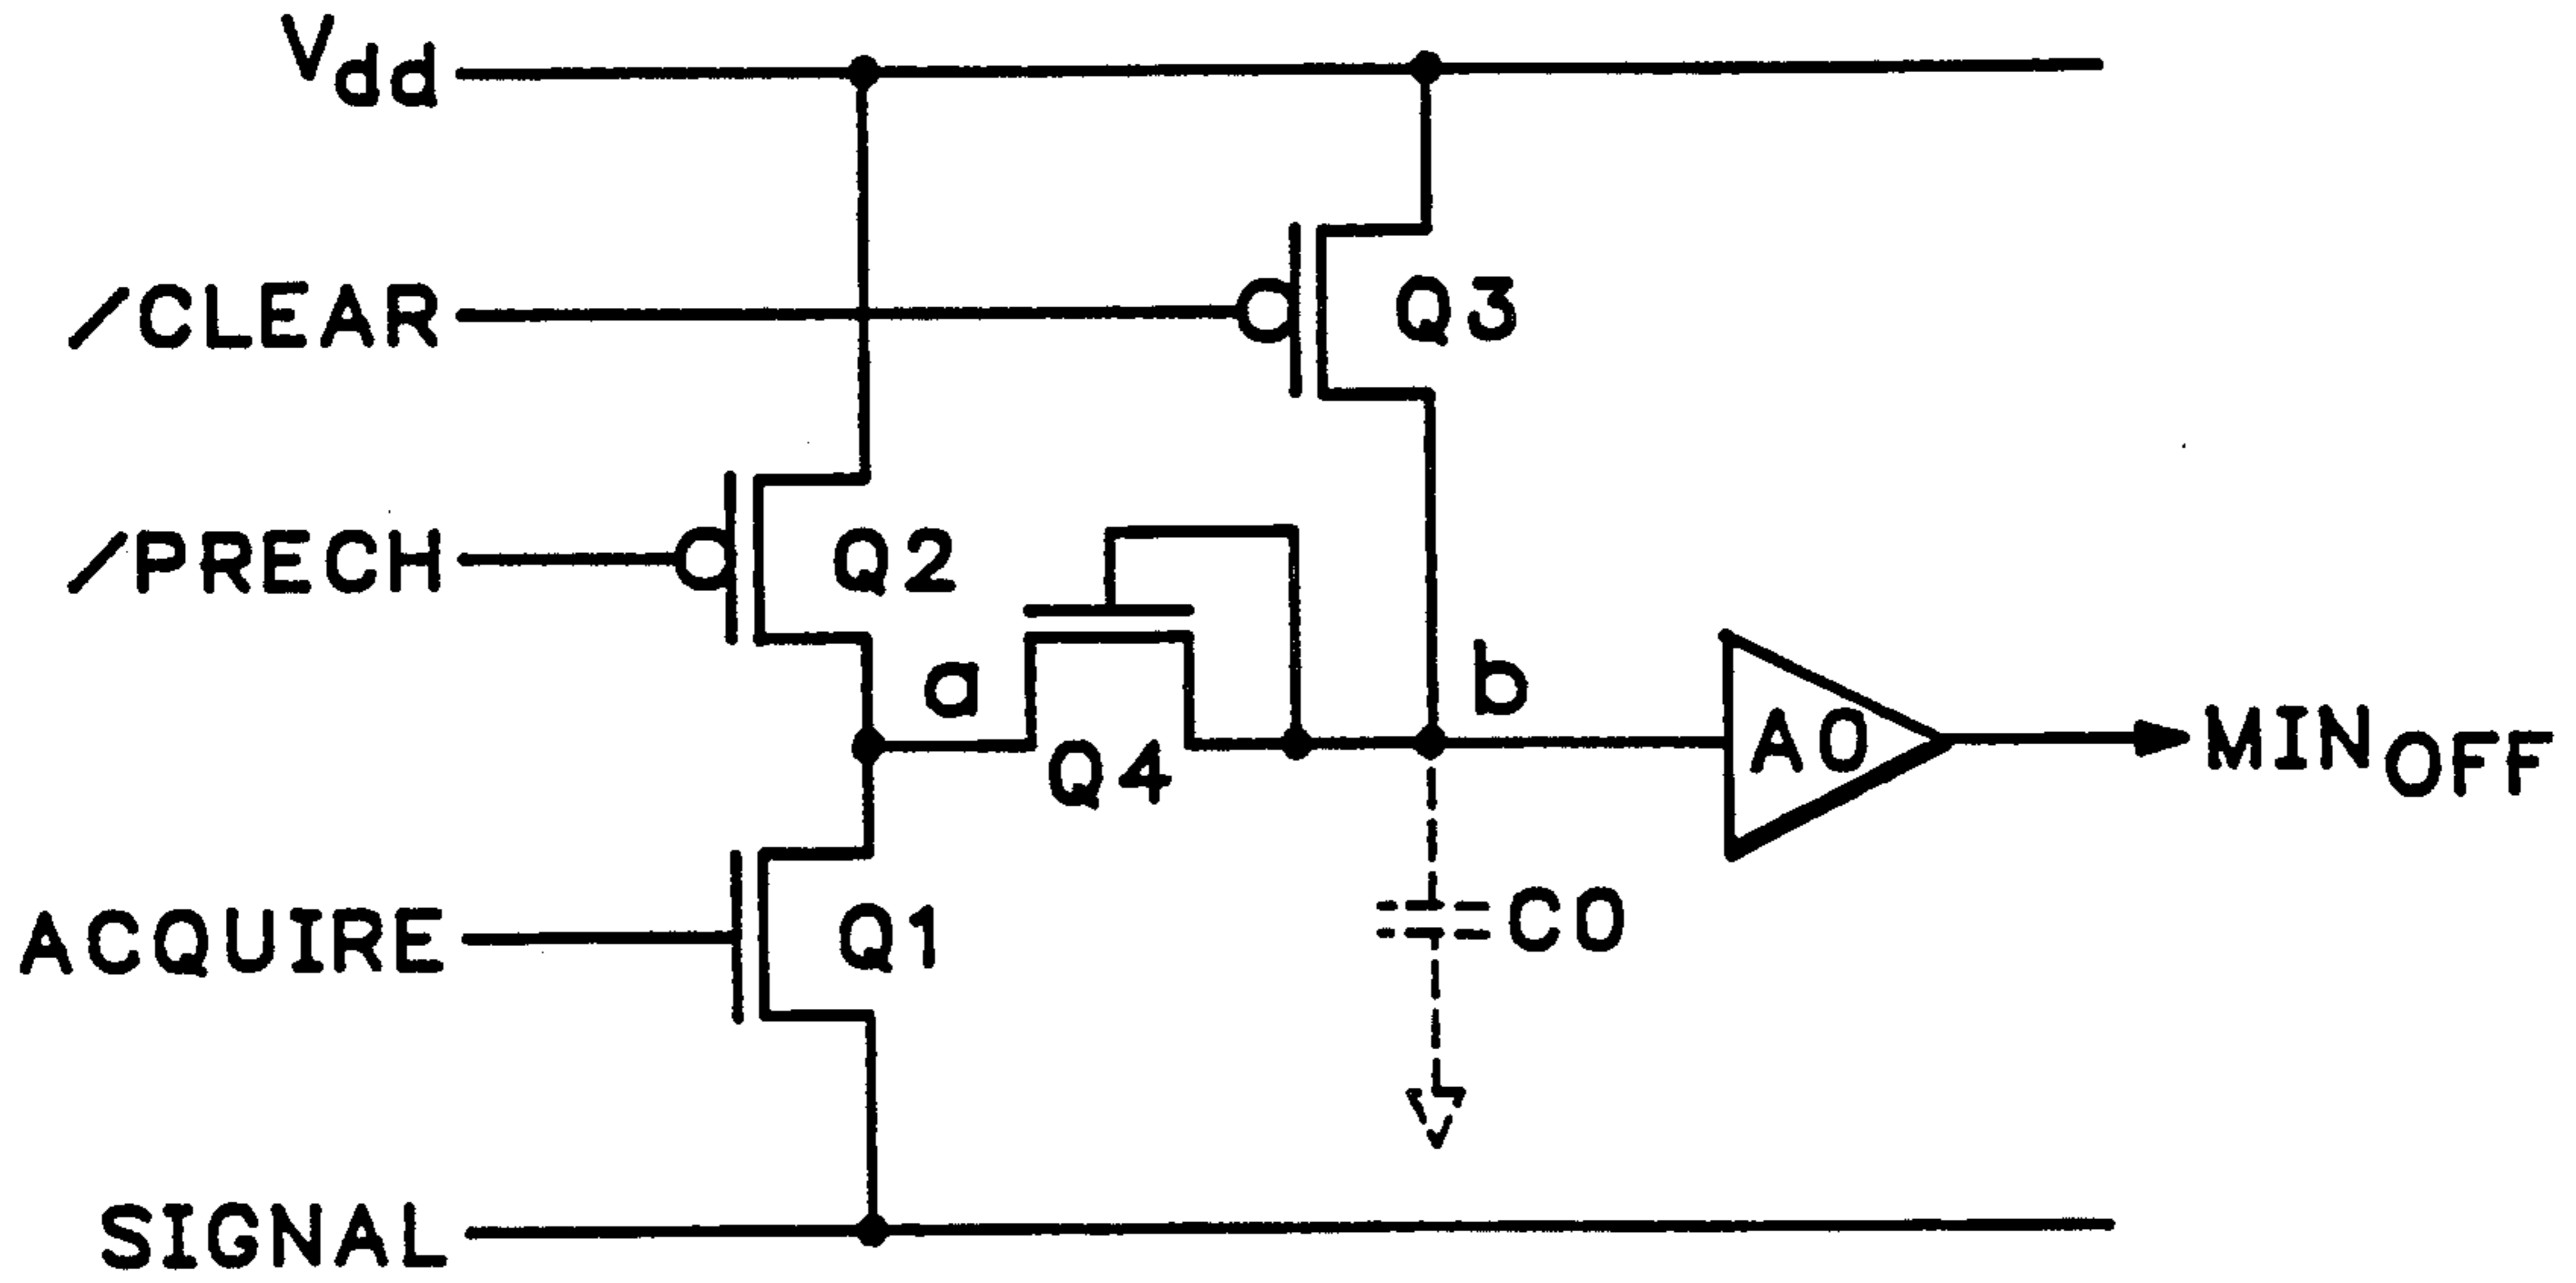 Vdd
/CLEAR
Q3
/PRECH
Q2
a
b
Q4
A0
MINOFF
ACQUIRE
Q1
C0
SIGNAL